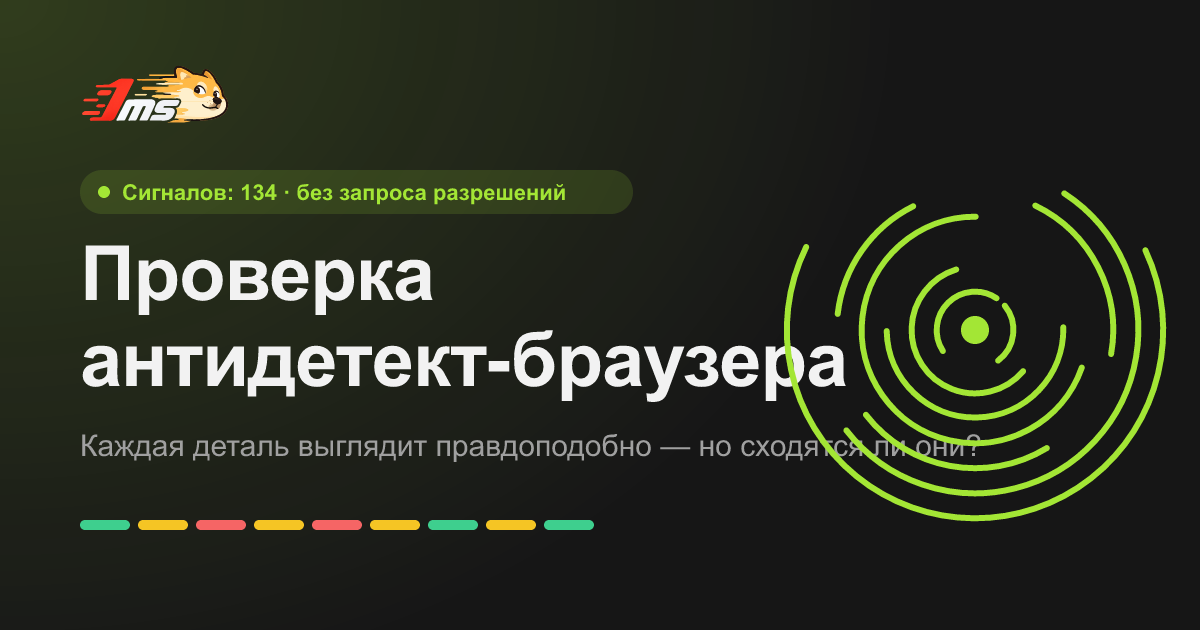 1ms
Сигналов: 134 · без запроса разрешений
Проверка
антидетект-браузера
Каждая деталь выглядит правдоподобно — но сходятся ли они?